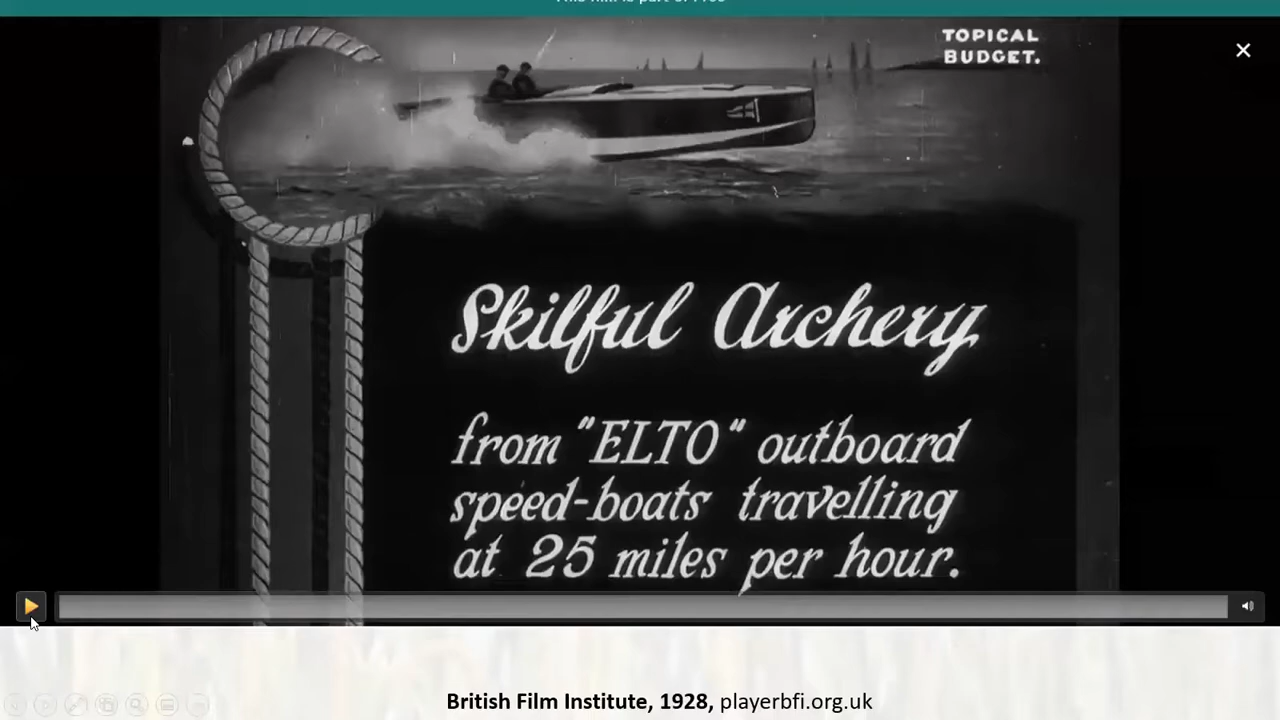 TOPICAL
BUDGET.
Skilful Archery
from "ELTO" outboard
speed-boats travelling
at 25 miles per hour.
British Film Institute, 1928, playerbfi.org.uk